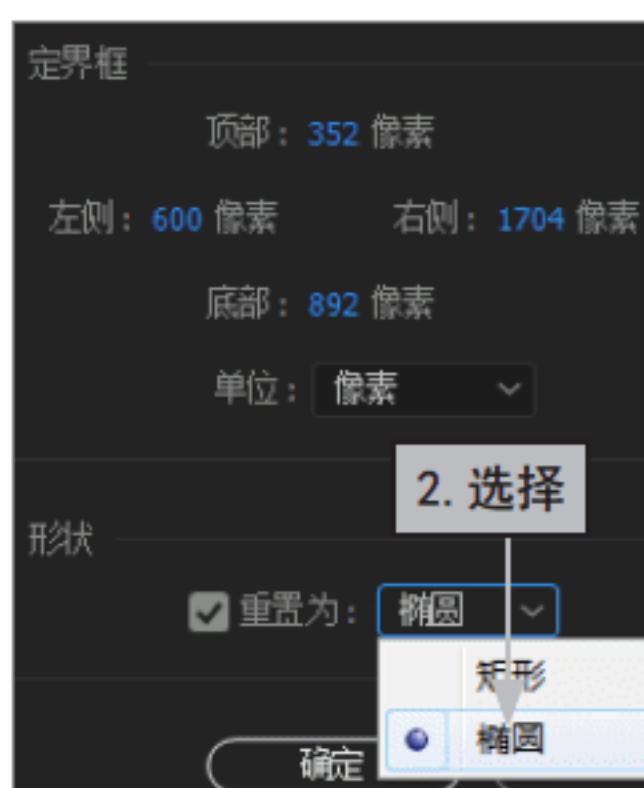 定界框
顶部：352 像素
左侧：600 像素 右侧：1704 像素
底部：892 像素
单位：像素
2. 选择
形状
重置为：椭圆
矩形
椭圆
确定